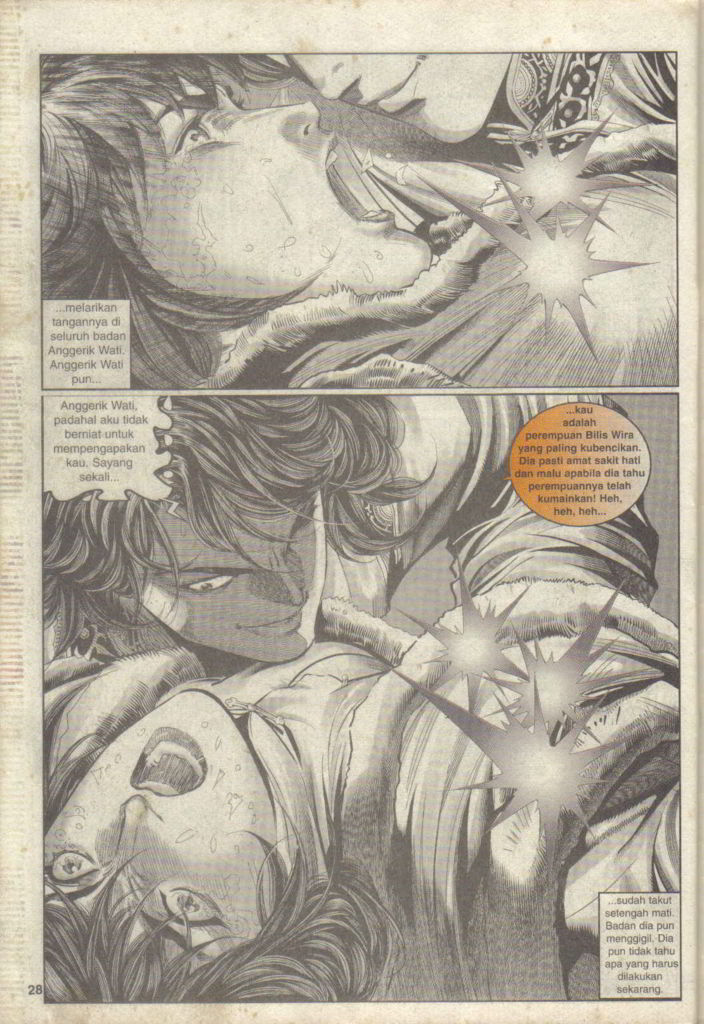 ...melarikan
tangannya di
seluruh badan
Anggerik Wati.
Anggerik Wati
pun...
Anggerik Wati,
padahal aku tidak
berniat untuk
mempengapakan
kau. Sayang
sekali...
...kau
adalah
perempuan Bilis Wira
yang paling kubencikan.
Dia pasti amat sakit hati
dan malu apabila dia tahu
perempuannya telah
kumainkan! Heh,
heh, heh...
...sudah takut
setengah mati.
Badan dia pun
menggigil. Dia
pun tidak tahu
apa yang harus
dilakukan
sekarang.
28